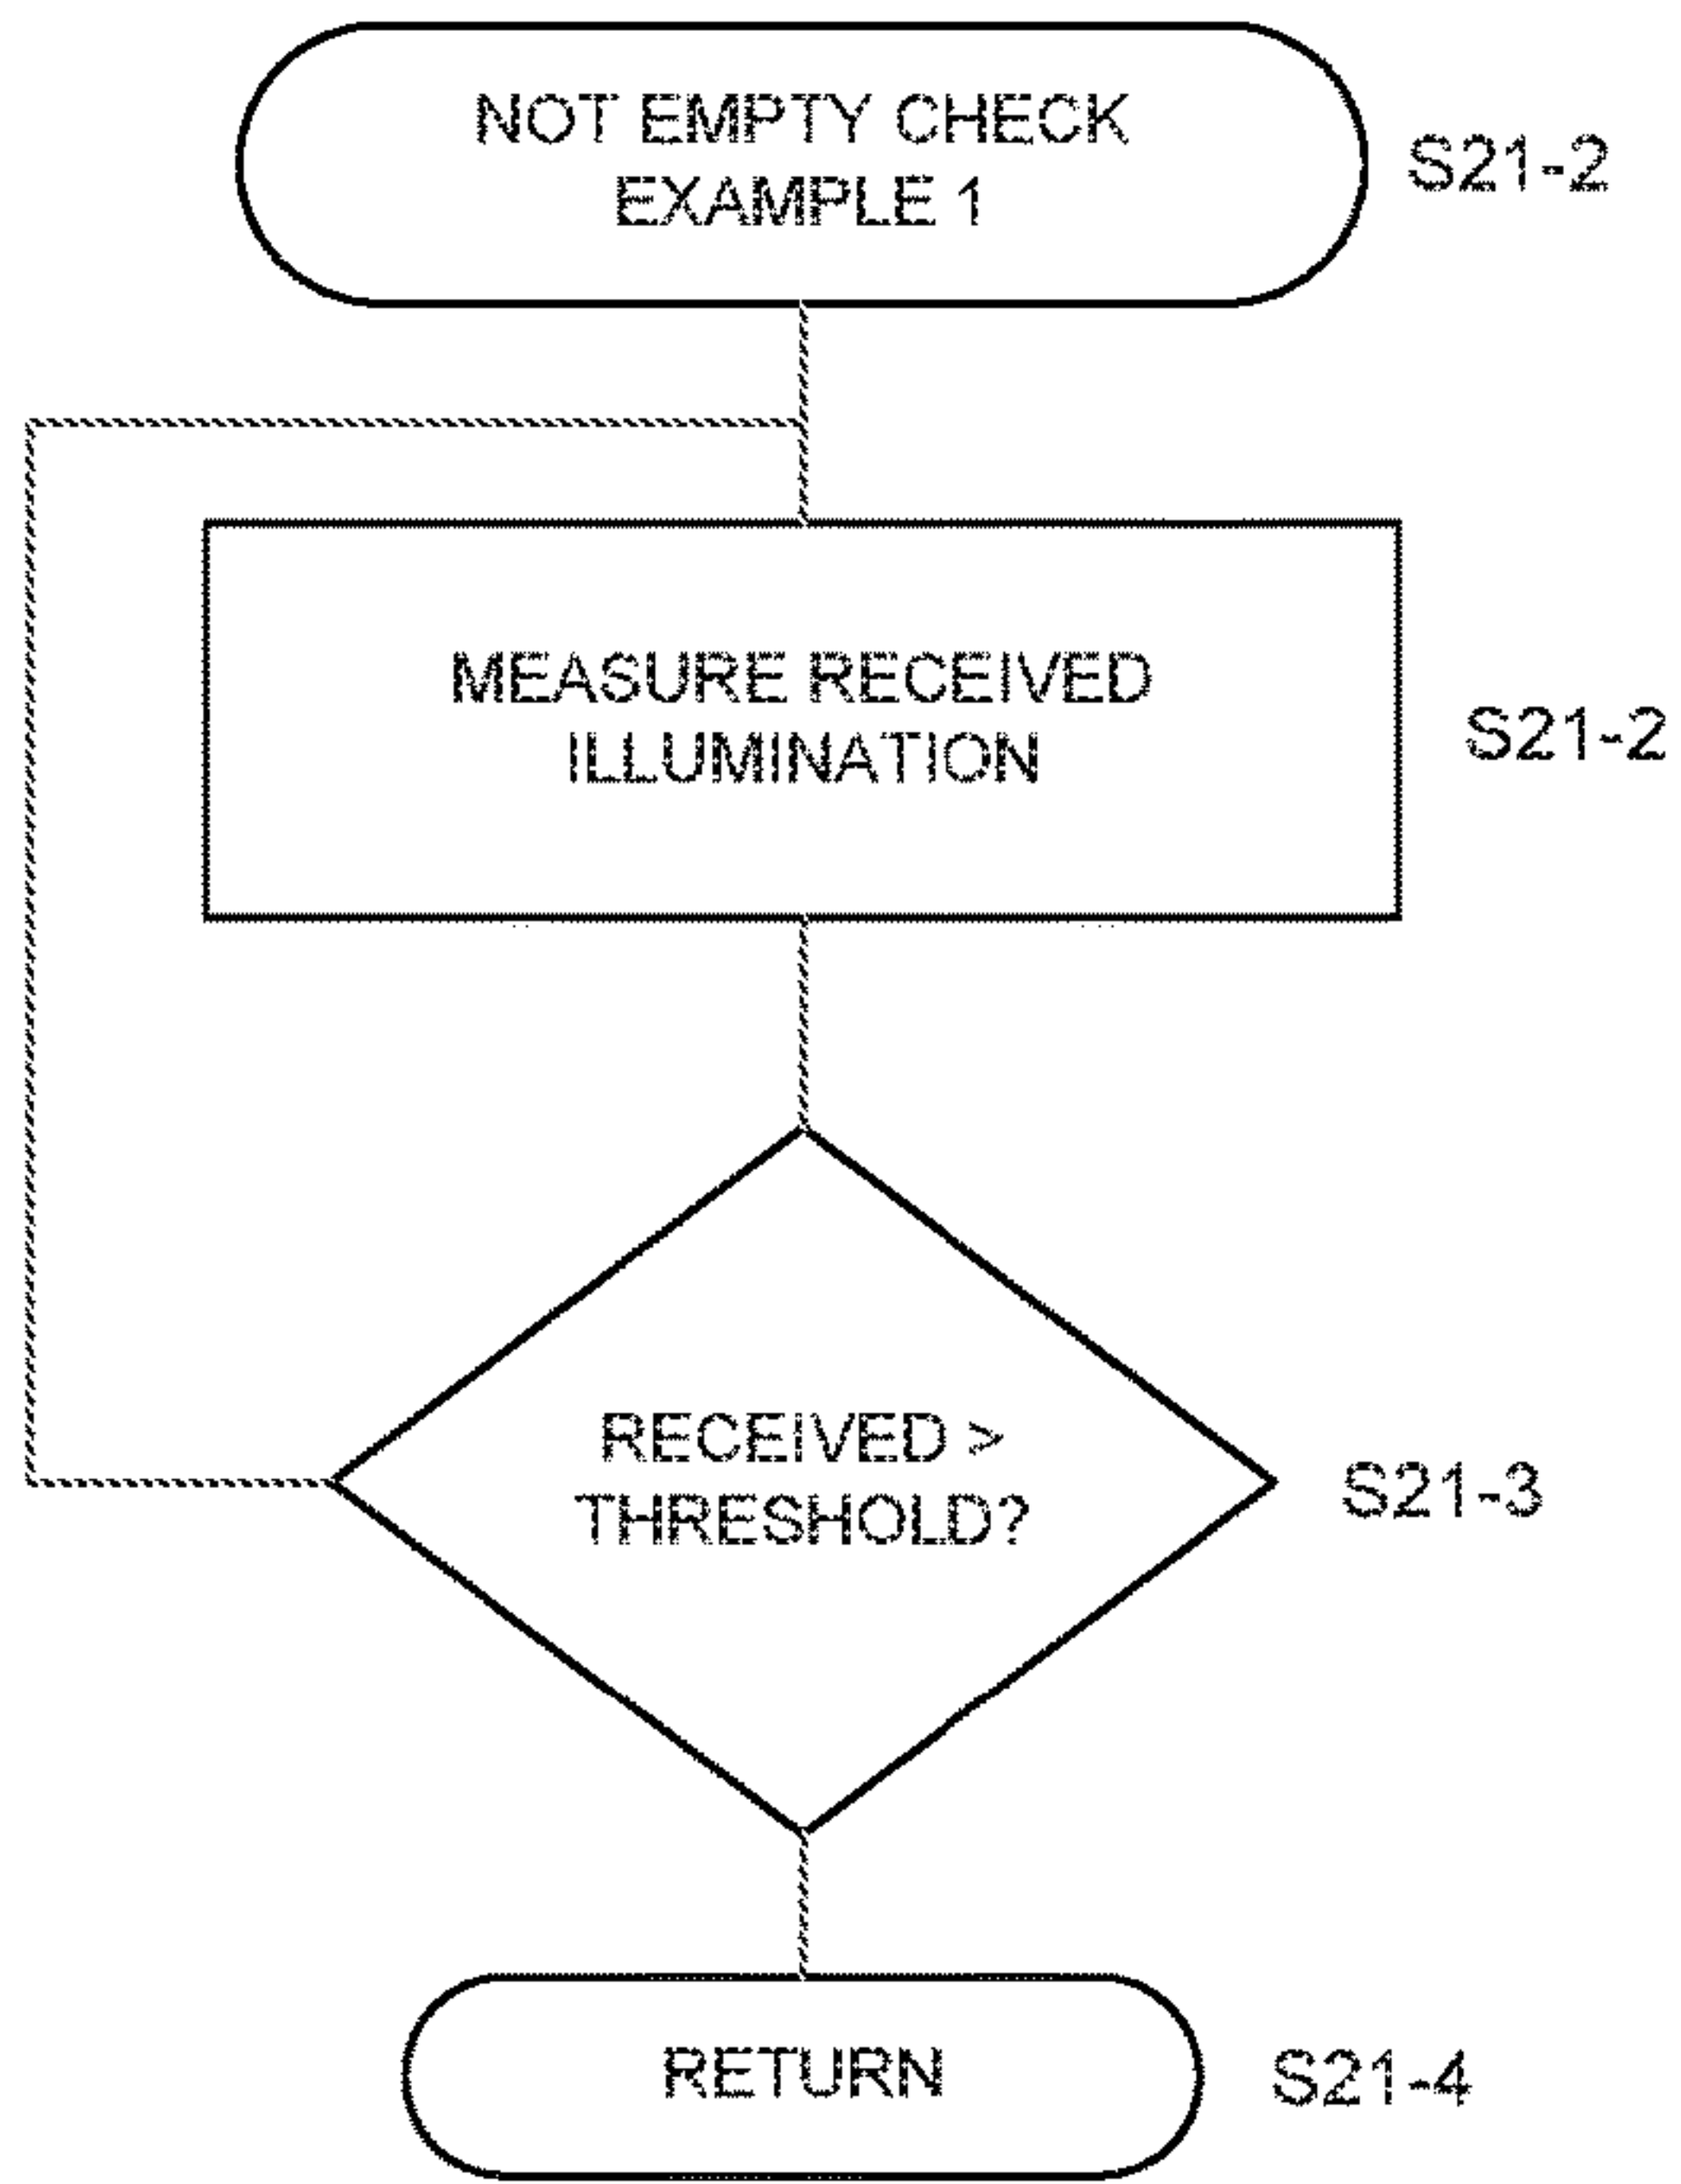 NOT EMPTY CHECK
EXAMPLE 1
S21-2
MEASURE RECEIVED
ILLUMINATION
S21-2
RECEIVED >
THRESHOLD?
S21-3
RETURN
S21-4